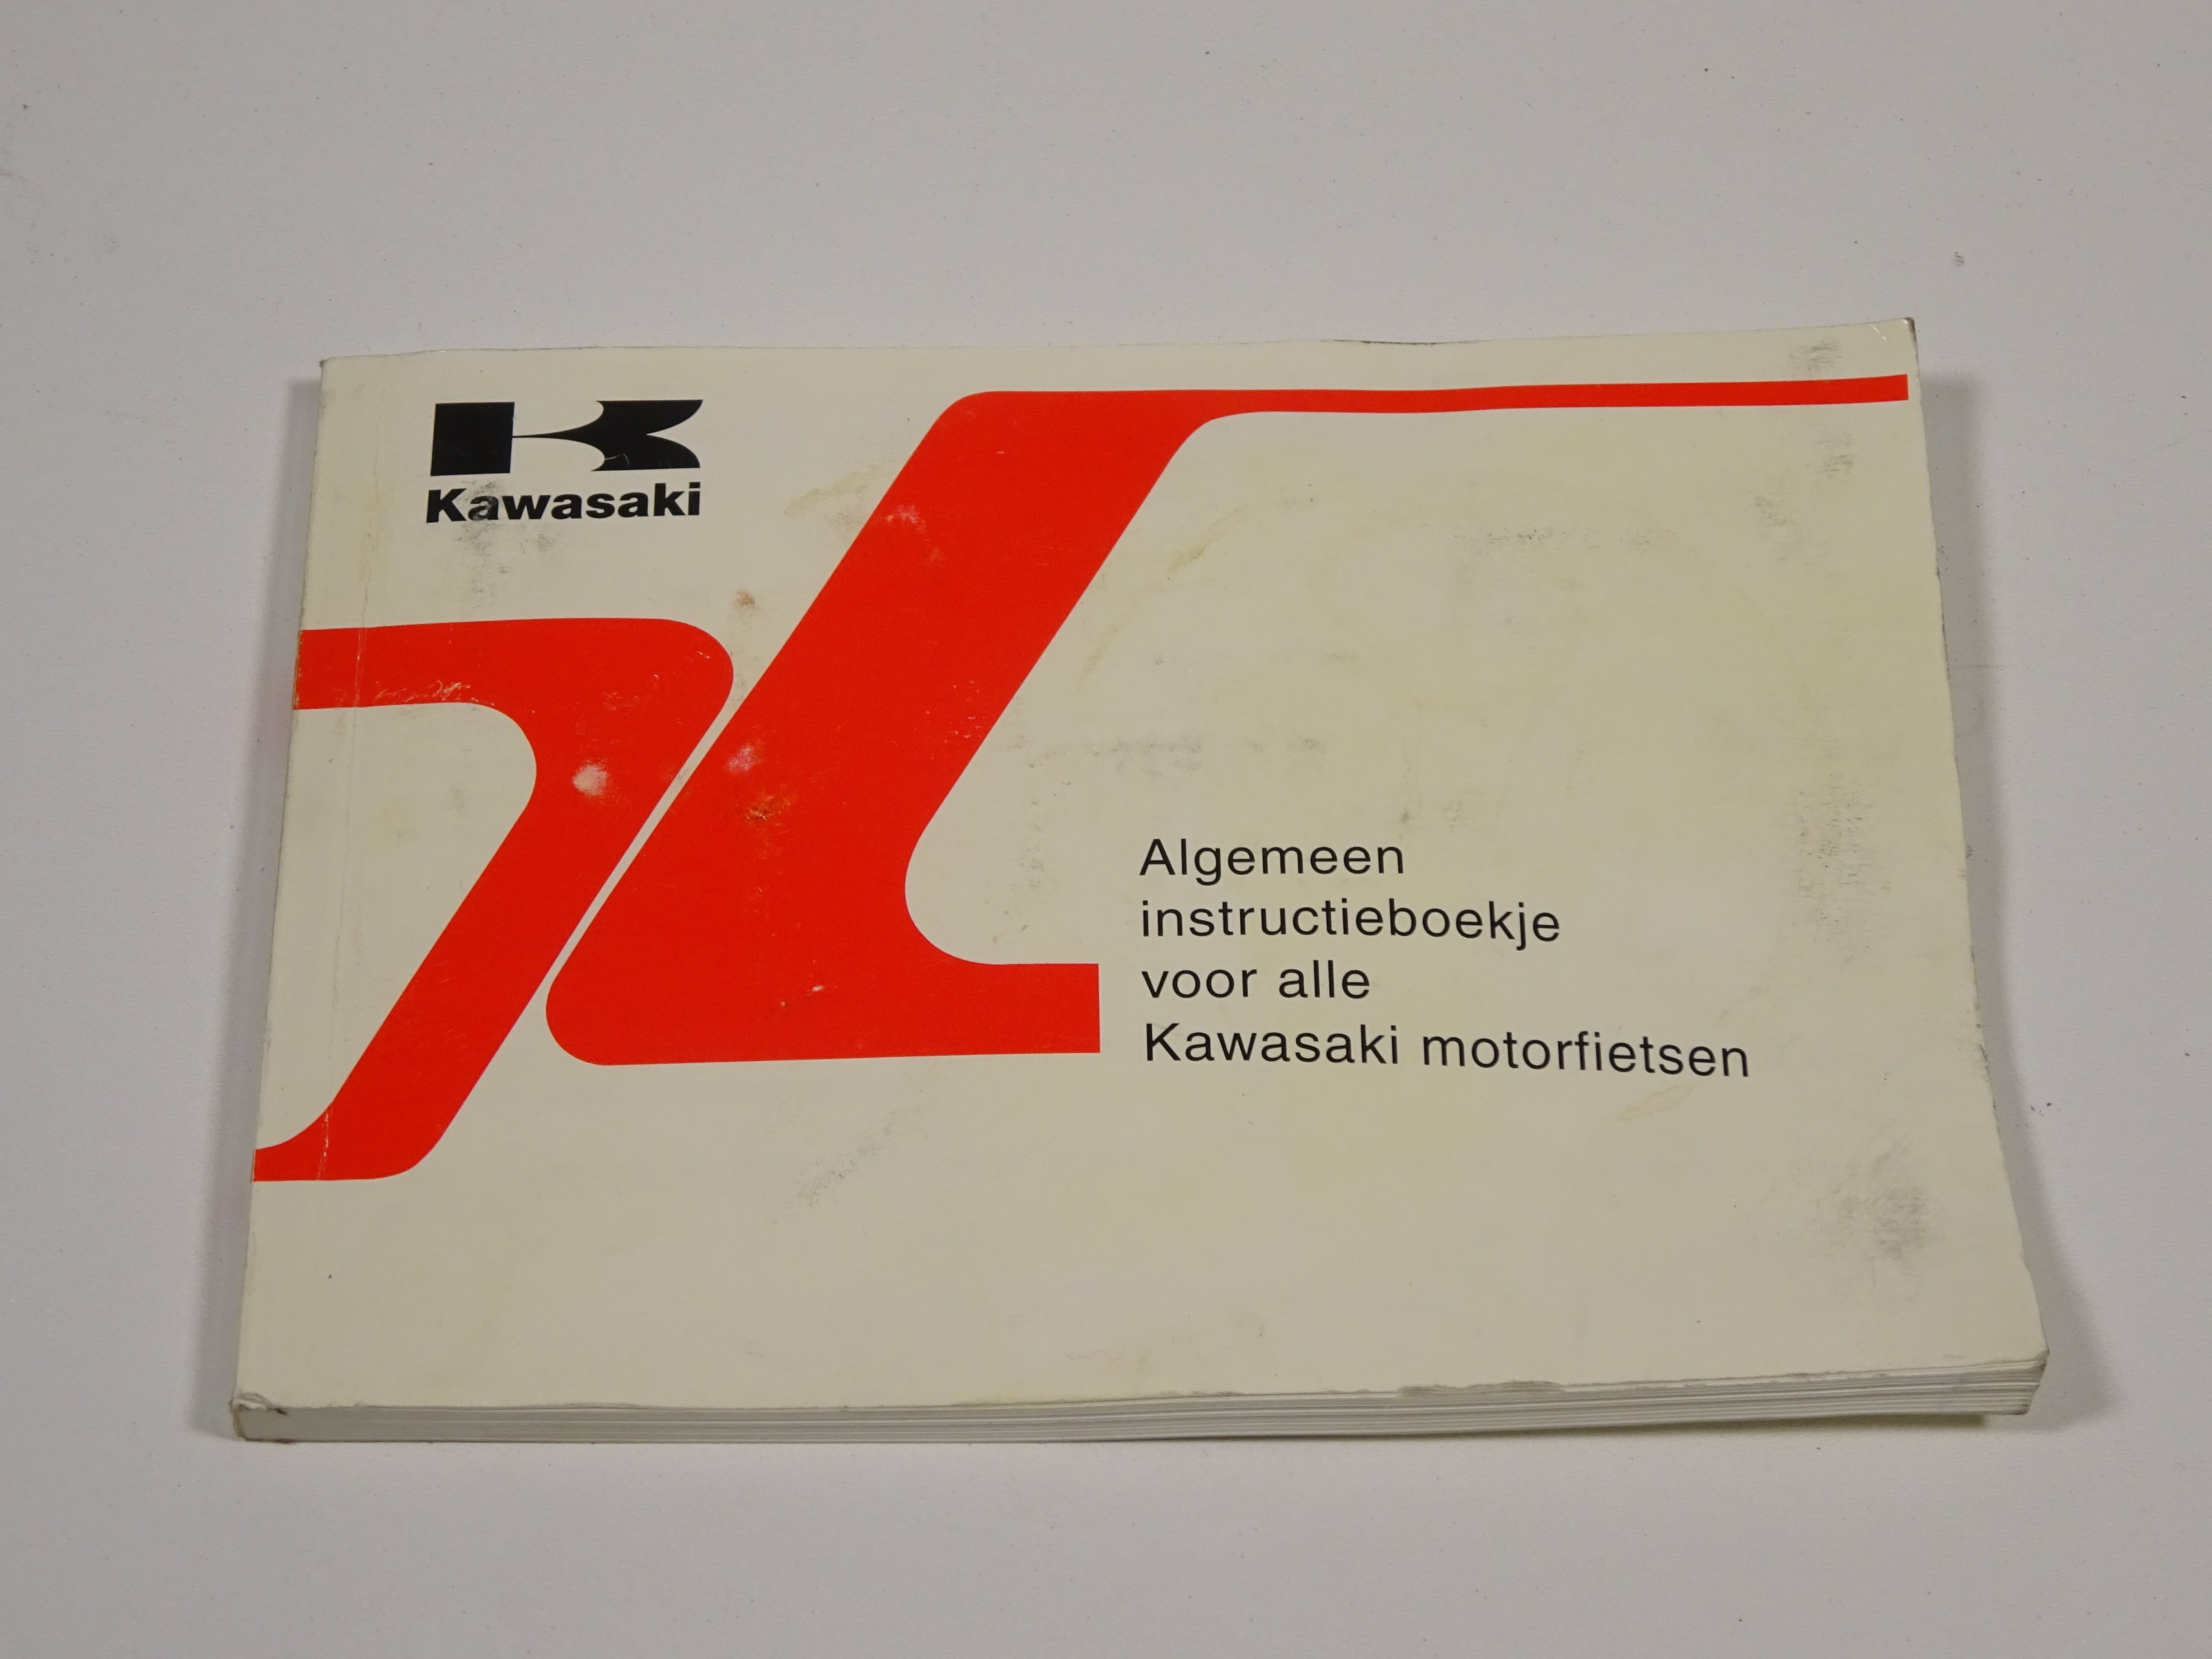 Kawasaki
Algemeen
instructieboekje
voor alle
Kawasaki motorfietsen